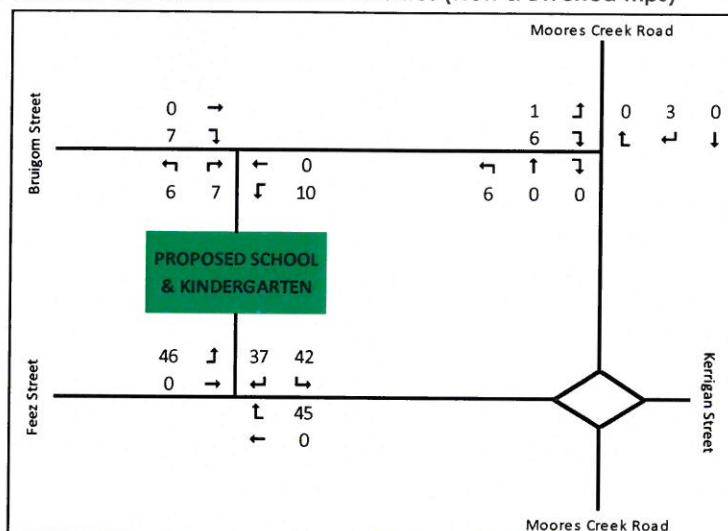 Moores Creek Road
Bruigom Street
0 →
7 ↴
1 ⮥ 0 3 0
6 ↴ ↰ ↵ ↓
↰ ↱ ← 0
6 7 ↓ 10
↰ ↑ ↴
6 0 0
PROPOSED SCHOOL
& KINDERGARTEN
Feez Street
46 ⮥ 37 42
0 → ↵ ↳
↰ 45
← 0
Kerrigan Street
Moores Creek Road